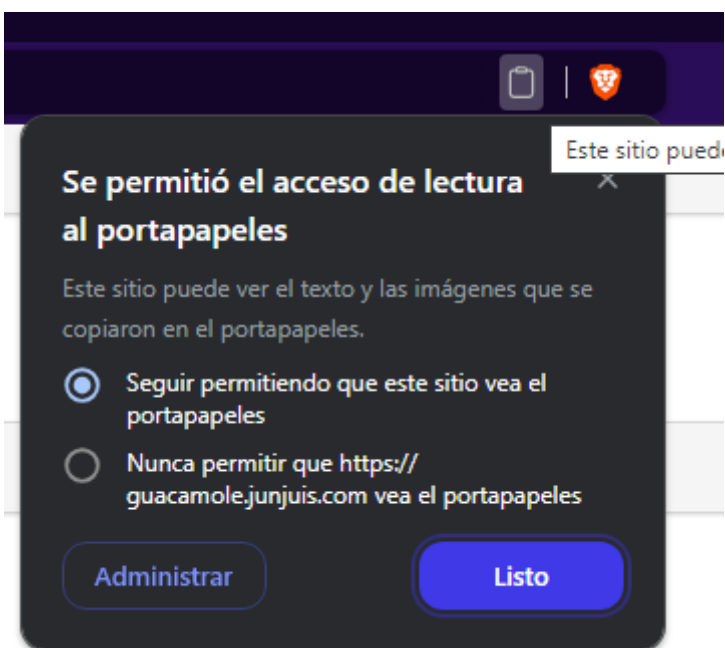 Este sitio puede
Se permitió el acceso de lectura
al portapapeles
Este sitio puede ver el texto y las imágenes que se
copiaron en el portapapeles.
Seguir permitiendo que este sitio vea el
portapapeles
Nunca permitir que https://
guacamole.junjuis.com vea el portapapeles
Administrar
Listo